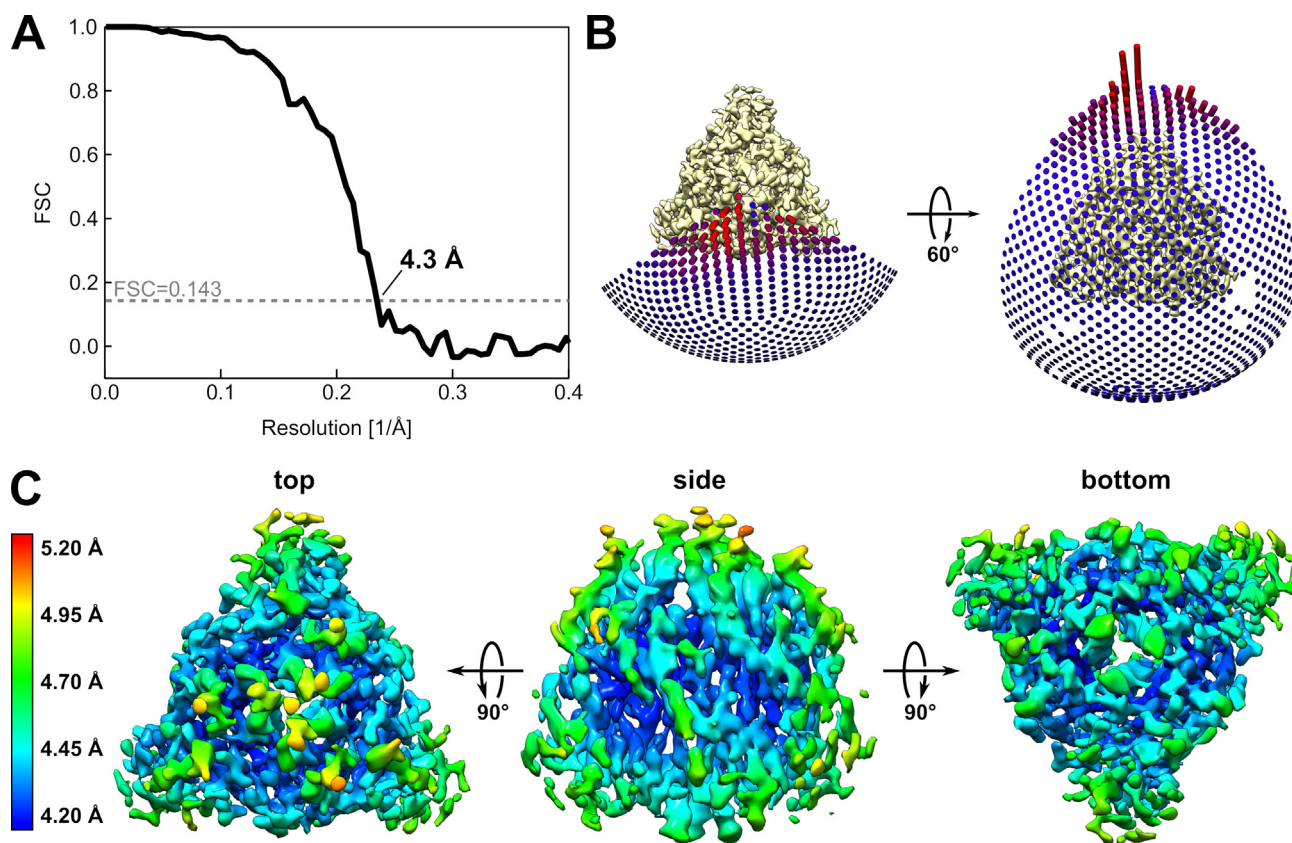 A
1.0
0.8
0.6
0.4
0.2
0.0
FSC
4.3 Å
FSC=0.143
0.0 0.1 0.2 0.3 0.4
Resolution [1/Å]
B
60°
C
top side bottom
5.20 Å
4.95 Å
4.70 Å
4.45 Å
4.20 Å
90° 90°